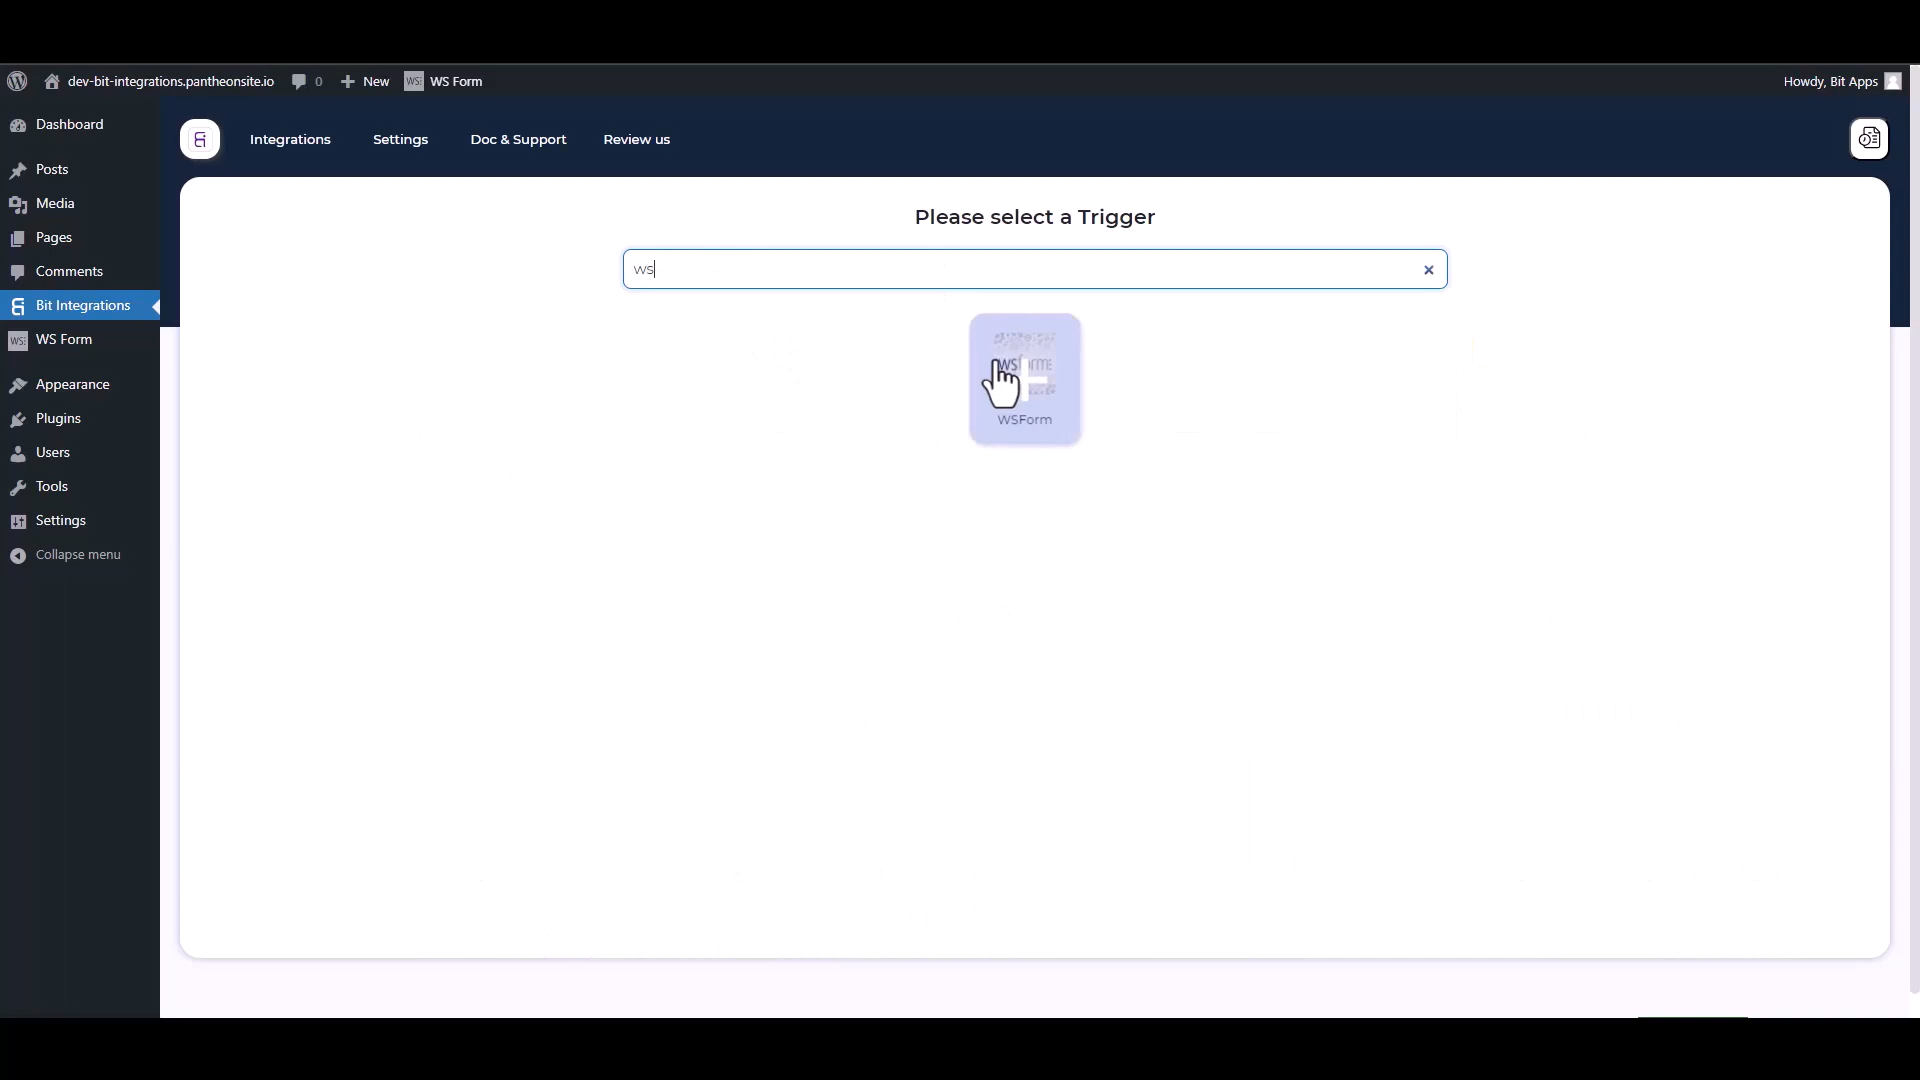 dev-bit-integrations.pantheonsite.io
0
New
WS Form
Howdy, Bit Apps
Dashboard
Posts
Media
Pages
Comments
Bit Integrations
WS Form
Appearance
Plugins
Users
Tools
Settings
Collapse menu
Integrations
Settings
Doc & Support
Review us
Please select a Trigger
ws
WSForm